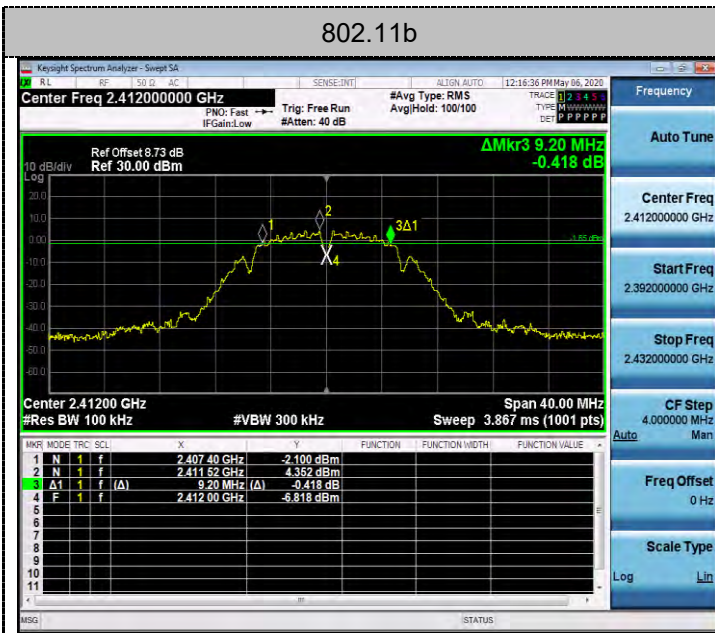 802.11b
Keysight Spectrum Analyzer - Swept SA
RL RF 50 Ω AC SENSE:INT ALIGN AUTO 12:16:36 PM May 06, 2020
Center Freq 2.412000000 GHz #Avg Type: RMS TRACE 1 2 3 4 5 6
PNO: Fast Trig: Free Run Avg|Hold: 100/100 TYPE M WWWWW
IFGain:Low #Atten: 40 dB DET P P P P P P
Frequency
Auto Tune
ΔMkr3 9.20 MHz
-0.418 dB
Ref Offset 8.73 dB
10 dB/div Ref 30.00 dBm
Log
20.0
10.0
0.00
-10.0
-20.0
-30.0
-40.0
-50.0
-60.0
1
2
3Δ1
4
-1.65 dBm
Center 2.41200 GHz Span 40.00 MHz
#Res BW 100 kHz #VBW 300 kHz Sweep 3.867 ms (1001 pts)
MKR MODE TRC SCL X Y FUNCTION FUNCTION WIDTH FUNCTION VALUE
1 N 1 f 2.407 40 GHz -2.100 dBm
2 N 1 f 2.411 52 GHz 4.352 dBm
3 Δ1 1 f (Δ) 9.20 MHz (Δ) -0.418 dB
4 F 1 f 2.412 00 GHz -6.818 dBm
5
6
7
8
9
10
11
Center Freq
2.412000000 GHz
Start Freq
2.392000000 GHz
Stop Freq
2.432000000 GHz
CF Step
4.000000 MHz
Auto Man
Freq Offset
0 Hz
Scale Type
Log Lin
MSG STATUS